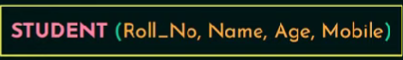 STUDENT (Roll_No, Name, Age, Mobile)